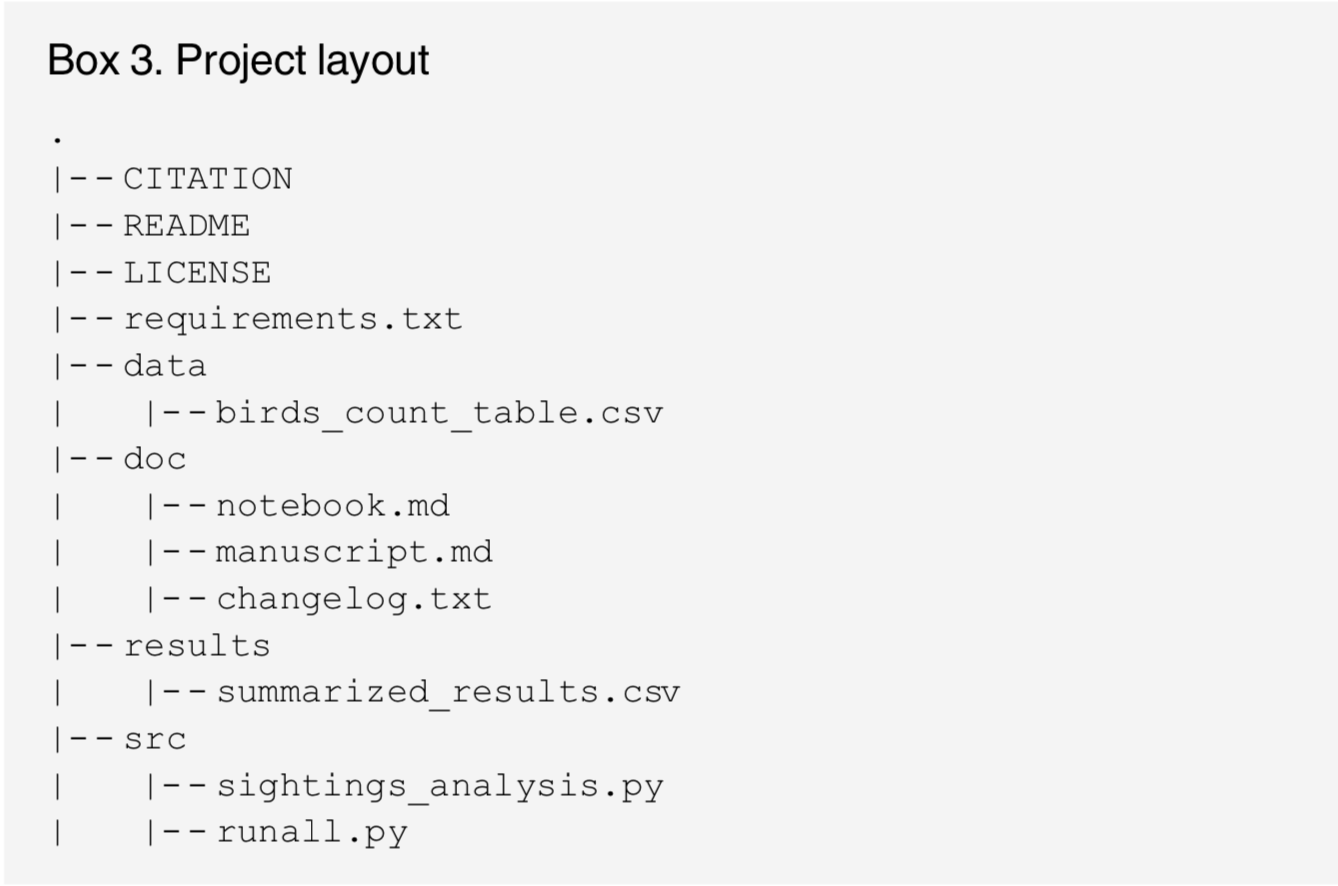 Box 3. Project layout
.
|-- CITATION
|-- README
|-- LICENSE
|-- requirements.txt
|-- data
|    |-- birds_count_table.csv
|-- doc
|    |-- notebook.md
|    |-- manuscript.md
|    |-- changelog.txt
|-- results
|    |-- summarized_results.csv
|-- src
|    |-- sightings_analysis.py
|    |-- runall.py